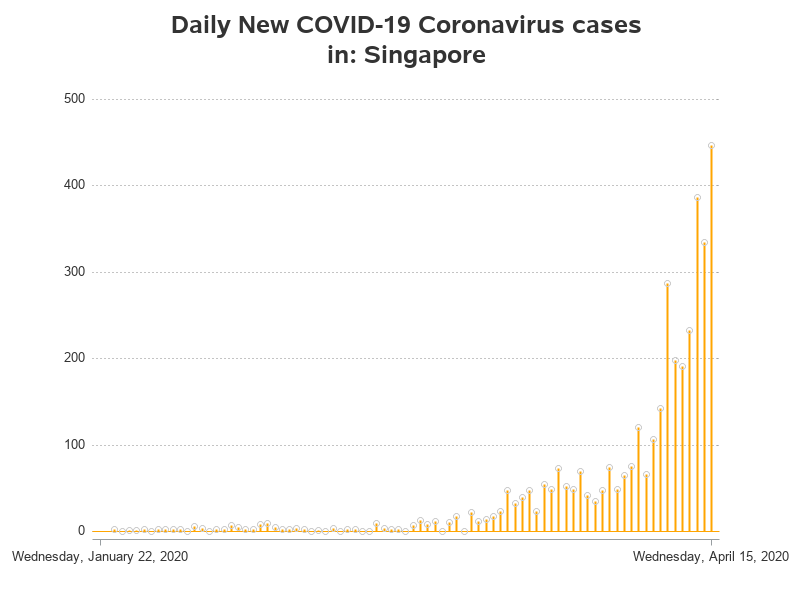 Daily New COVID-19 Coronavirus cases
in: Singapore
500
400
300
200
100
0
Wednesday, January 22, 2020 Wednesday, April 15, 2020